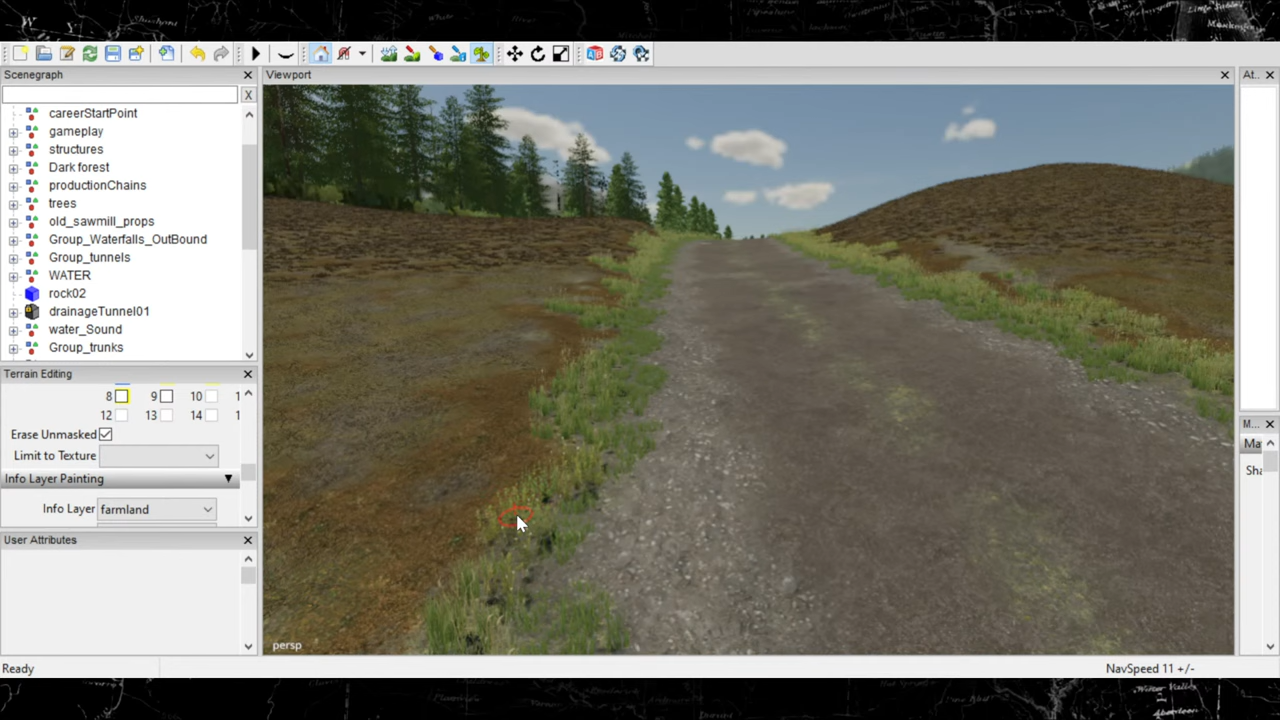 Scenegraph
X
careerStartPoint
gameplay
structures
Dark forest
productionChains
trees
old_sawmill_props
Group_Waterfalls_OutBound
Group_tunnels
WATER
rock02
drainageTunnel01
water_Sound
Group_trunks
Terrain Editing
8 9 10 1
12 13 14 1
Erase Unmasked
Limit to Texture
Info Layer Painting
Info Layer farmland
User Attributes
Ready
Viewport
persp
At..
M...
Ma
Sha
NavSpeed 11 +/-